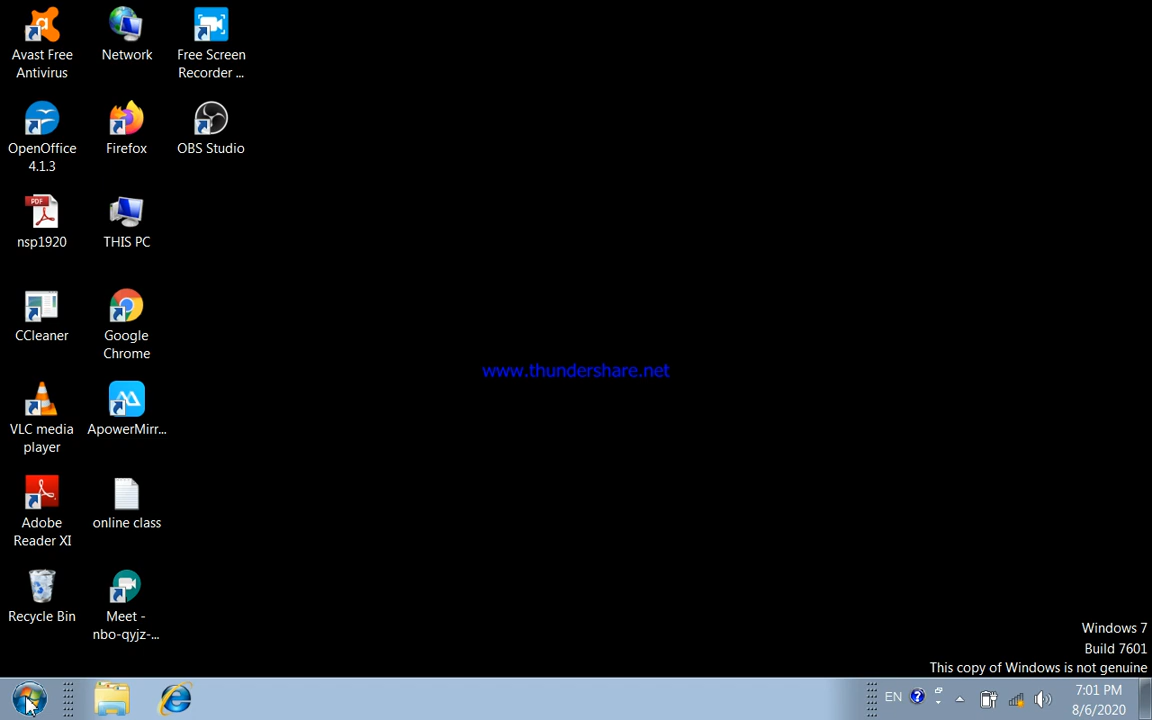 Avast Free
Antivirus
Network
Free Screen
Recorder ...
OpenOffice
4.1.3
Firefox
OBS Studio
PDF
nsp1920
THIS PC
CCleaner
Google
Chrome
www.thundershare.net
VLC media
player
ApowerMirr...
Adobe
Reader XI
online class
Recycle Bin
Meet -
nbo-qyjz-...
Windows 7
Build 7601
This copy of Windows is not genuine
EN
7:01 PM
8/6/2020